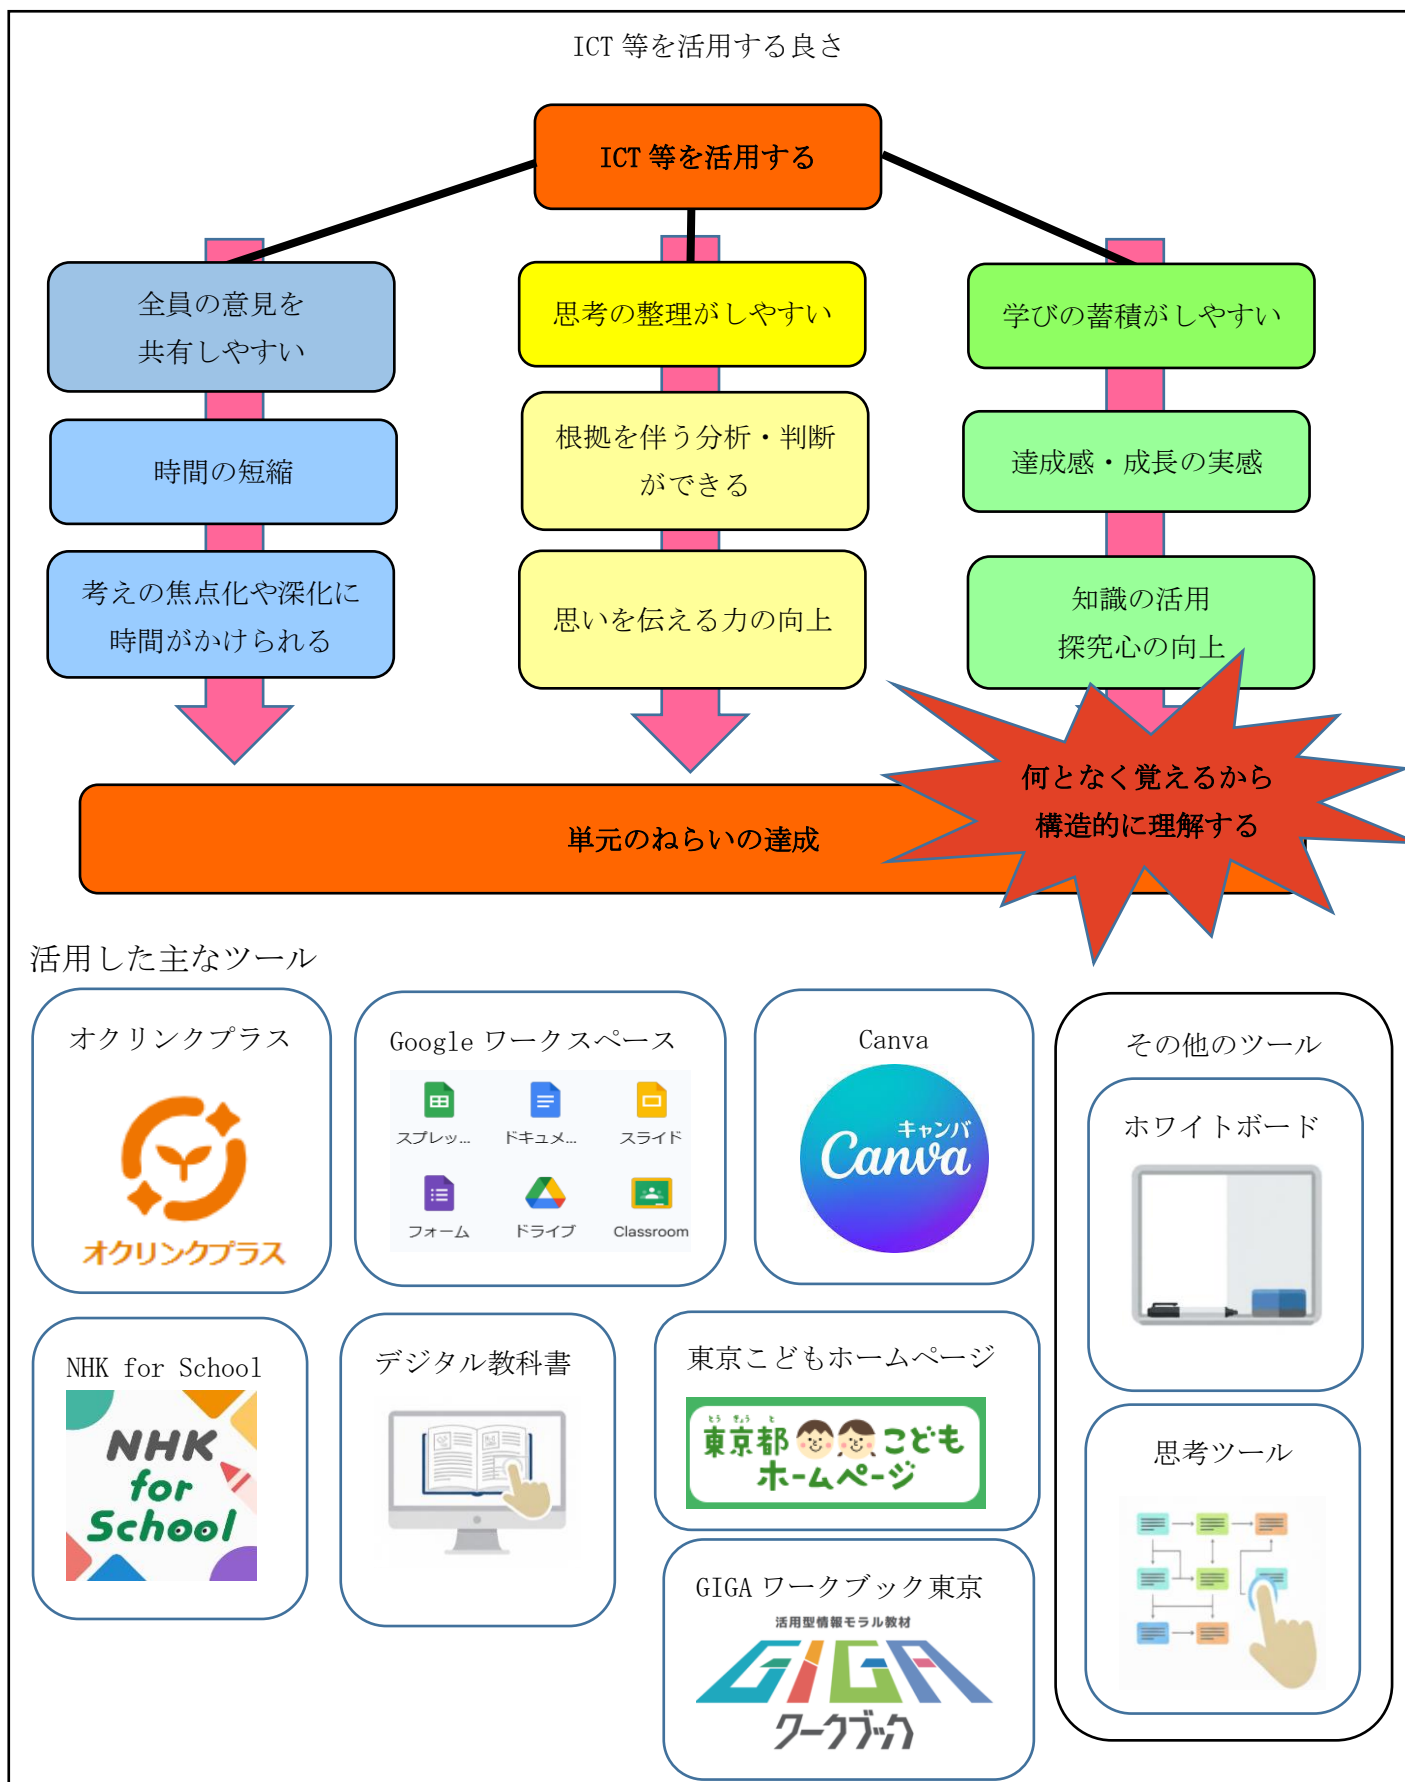 ICT 等を活用する良さ
ICT 等を活用する
全員の意見を
共有しやすい
時間の短縮
考えの焦点化や深化に
時間がかけられる
思考の整理がしやすい
根拠を伴う分析・判断
ができる
思いを伝える力の向上
学びの蓄積がしやすい
達成感・成長の実感
知識の活用
探究心の向上
何となく覚えるから
構造的に理解する
単元のねらいの達成
活用した主なツール
オクリンクプラス
オクリンクプラス
Google ワークスペース
スプレッ...
ドキュメ...
スライド
フォーム
ドライブ
Classroom
Canva
キャンバ
Canva
その他のツール
ホワイトボード
思考ツール
NHK for School
NHK
for
School
デジタル教科書
東京こどもホームページ
とう きょう と
東京都 こども
ホームページ
GIGA ワークブック東京
活用型情報モラル教材
GIGA
ワークブック